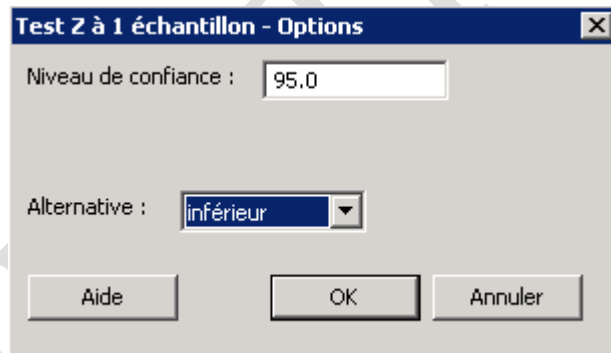 Test Z à 1 échantillon - Options
Niveau de confiance : 95.0
Alternative : inférieur
Aide OK Annuler